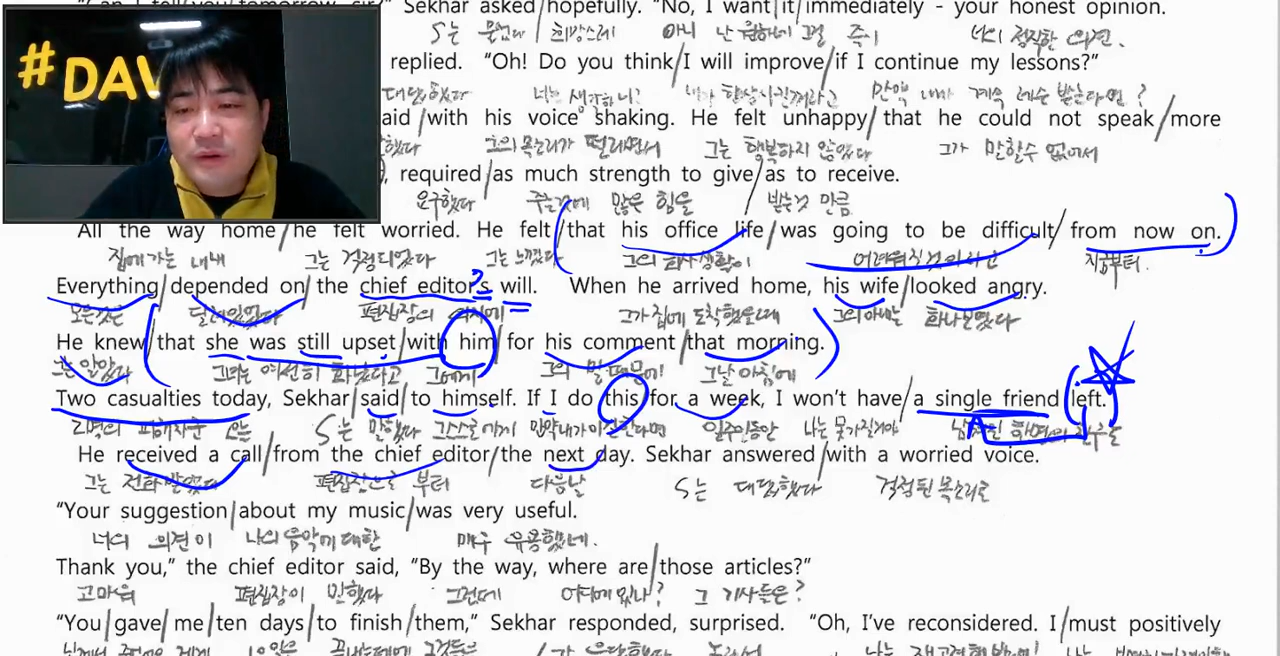 "Can I tell you tomorrow, sir?" Sekhar asked hopefully. "No, I want it immediately - your honest opinion.
S는 물었다 희망스레 아니 난 원하네 그걸 즉시 너의 정직한 의견.
#DAV
replied. "Oh! Do you think I will improve if I continue my lessons?"
대답했다 너는 생각하니? 내가 향상시킨꺼라고 만약 내가 계속 레슨 받는다면?
aid with his voice shaking. He felt unhappy that he could not speak more
했다 그의 목소리가 떨리면서 그는 행복하지 않았다 그가 말할수 없어서
, required as much strength to give as to receive.
요구했다 주는것에 많은 힘을 받는것 만큼
All the way home he felt worried. He felt that his office life was going to be difficult from now on.
집에 가는 내내 그는 걱정되었다 그는 느꼈다 그의 회사생활이 어려워질것이라고 지금부터.
Everything depended on the chief editor's will. When he arrived home, his wife looked angry.
모든것은 달려있었다 편집장의 의지에 그가 집에 도착했을때 그의 아내는 화나보였다
He knew that she was still upset with him for his comment that morning.
그는 알았다 그녀는 여전히 화났다고 그에게 그의 말 때문에 그날 아침에
Two casualties today, Sekhar said to himself. If I do this for a week, I won't have a single friend left.
2명의 피해자군 오늘 S는 말했다 그스스로에게 만약 내가 이 일주일동안 나는 못가질거야 남겨진 한명의 친구를
He received a call from the chief editor the next day. Sekhar answered with a worried voice.
그는 전화 받았다 편집장으로 부터 다음날 S는 대답했다 걱정된 목소리로
"Your suggestion about my music was very useful.
너의 의견이 나의 음악에 대한 매우 유용했네.
Thank you," the chief editor said, "By the way, where are those articles?"
고마워 편집장이 말했다 그런데 어디에 있나? 그 기사들은?
"You gave me ten days to finish them," Sekhar responded, surprised. "Oh, I've reconsidered. I must positively